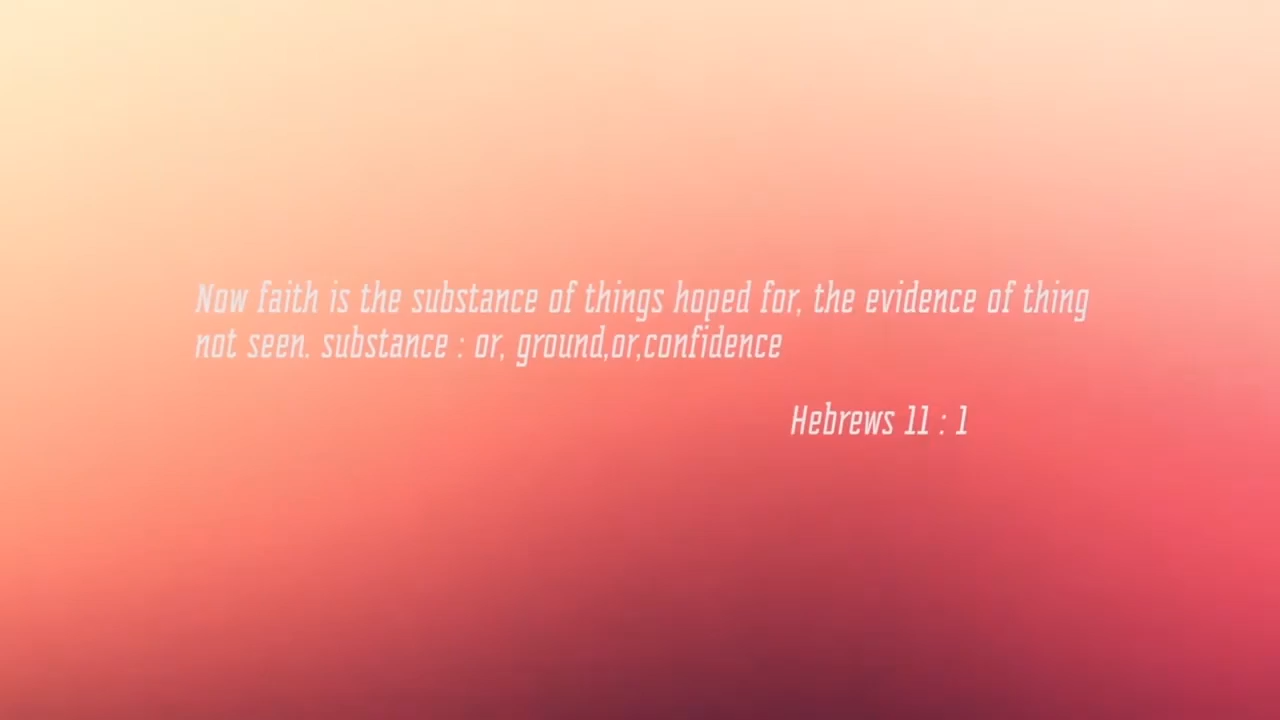 Now faith is the substance of things hoped for, the evidence of thing
not seen. substance : or, ground,or,confidence
Hebrews 11 : 1